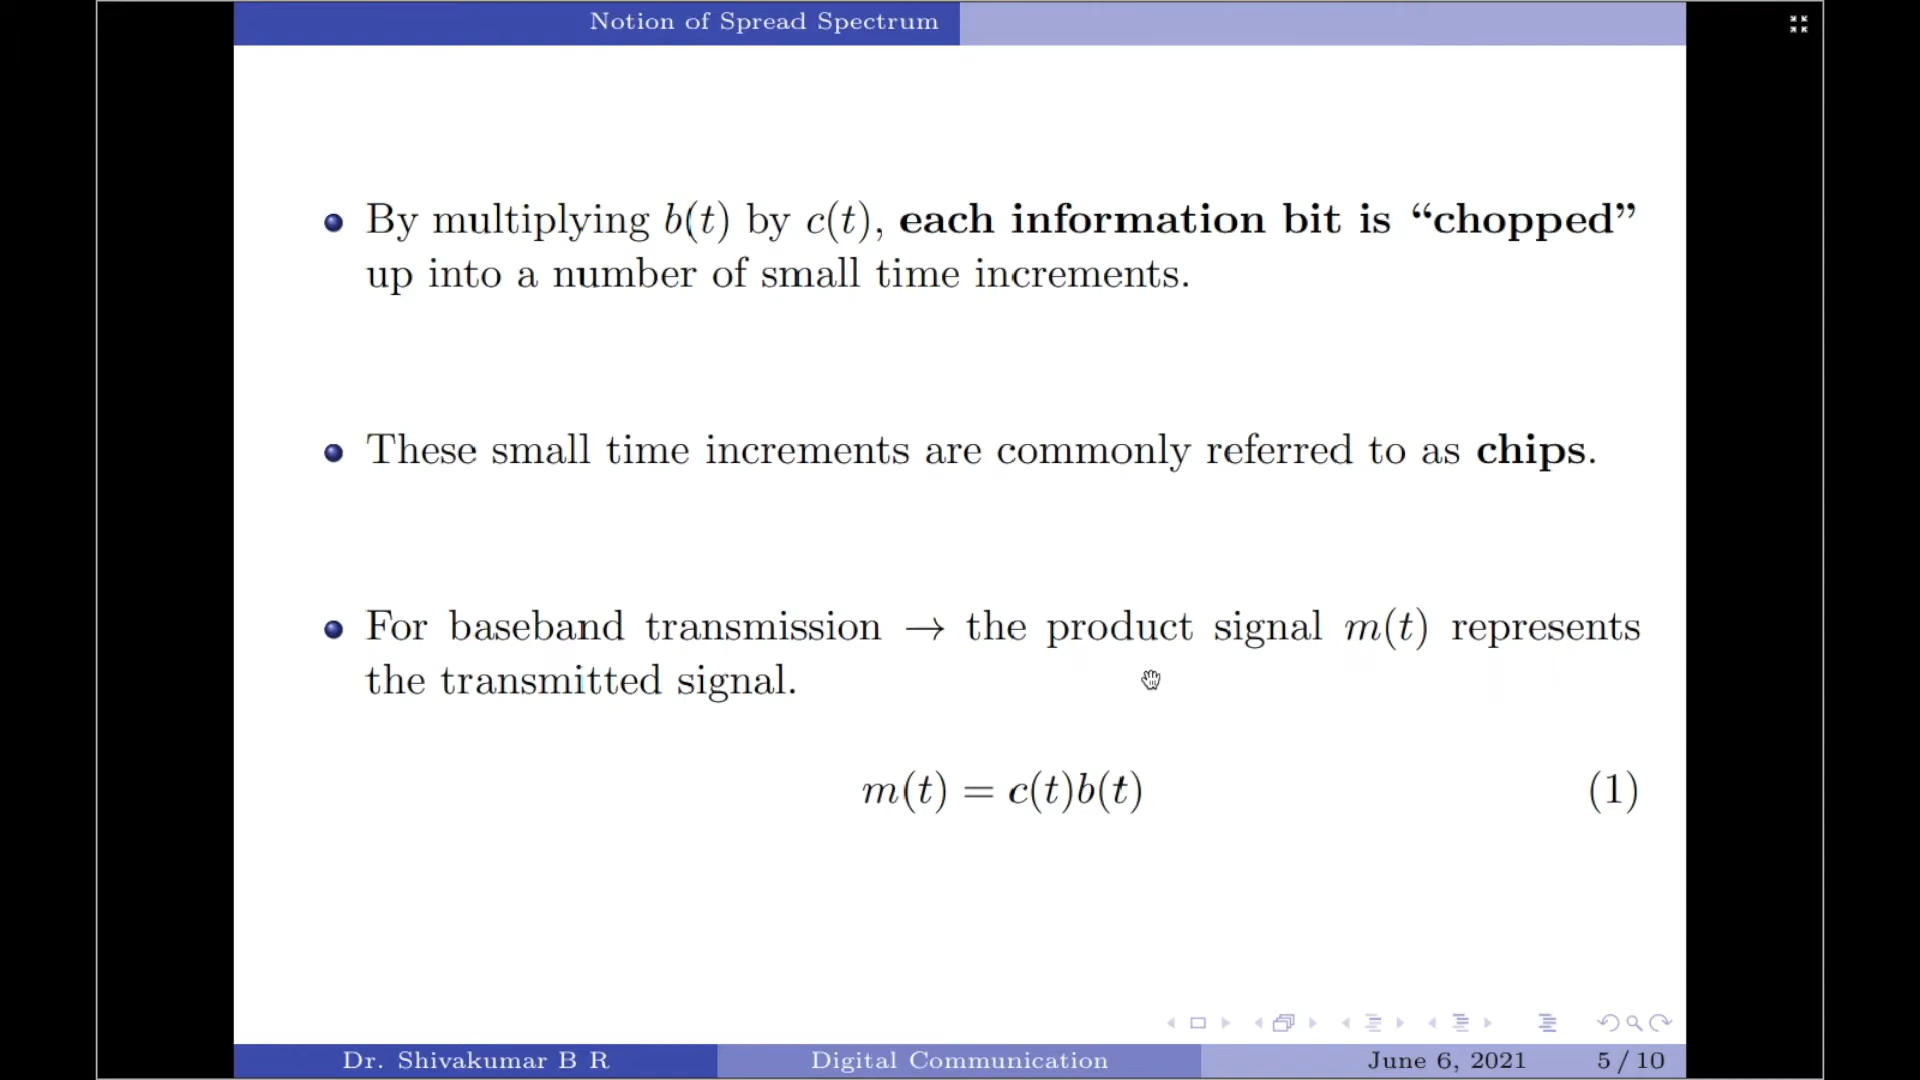 Notion of Spread Spectrum
By multiplying b(t) by c(t), each information bit is “chopped”
up into a number of small time increments.
These small time increments are commonly referred to as chips.
For baseband transmission → the product signal m(t) represents
the transmitted signal.
m(t) = c(t)b(t) (1)
Dr. Shivakumar B R Digital Communication June 6, 2021 5 / 10